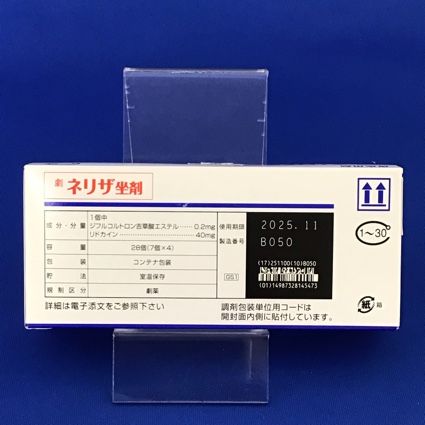 劇 ネリザ坐剤
成分・分量
1個中
ジフルコルトロン吉草酸エステル……0.2mg
リドカイン……………………40mg
容量 28個(7個×4)
包装 コンテナ包装
貯法 室温保存
規制区分 劇薬
詳細は電子添文をご参照下さい
使用期限 2025.11
製造番号 B050
(17)251100(10)B050
(01)14987328145473
GS1
調剤包装単位用コードは
開封面内側に貼付しています。
1~30°
紙 箱